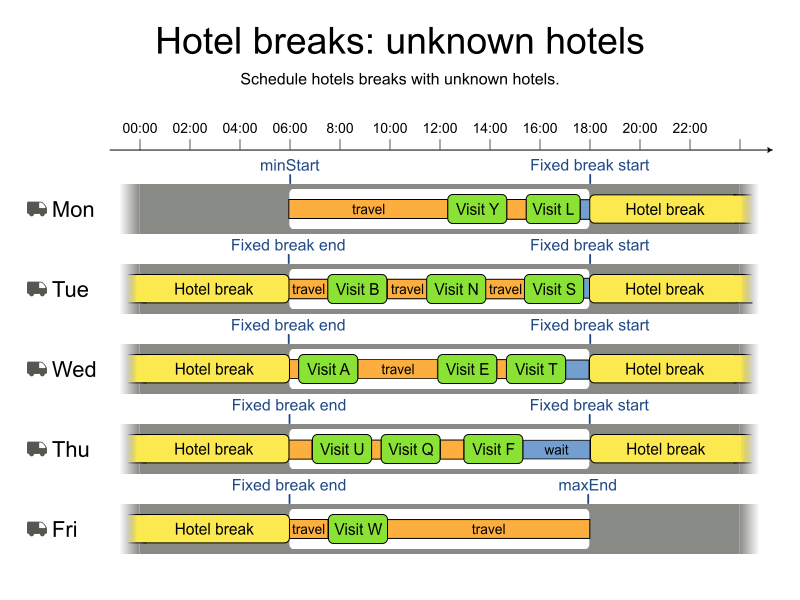 Hotel breaks: unknown hotels
Schedule hotels breaks with unknown hotels.
00:00 02:00 04:00 06:00 8:00 10:00 12:00 14:00 16:00 18:00 20:00 22:00
minStart Fixed break start
Mon travel Visit Y Visit L Hotel break
Fixed break end Fixed break start
Tue Hotel break travel Visit B travel Visit N travel Visit S Hotel break
Fixed break end Fixed break start
Wed Hotel break Visit A travel Visit E Visit T Hotel break
Fixed break end Fixed break start
Thu Hotel break Visit U Visit Q Visit F wait Hotel break
Fixed break end maxEnd
Fri Hotel break travel Visit W travel